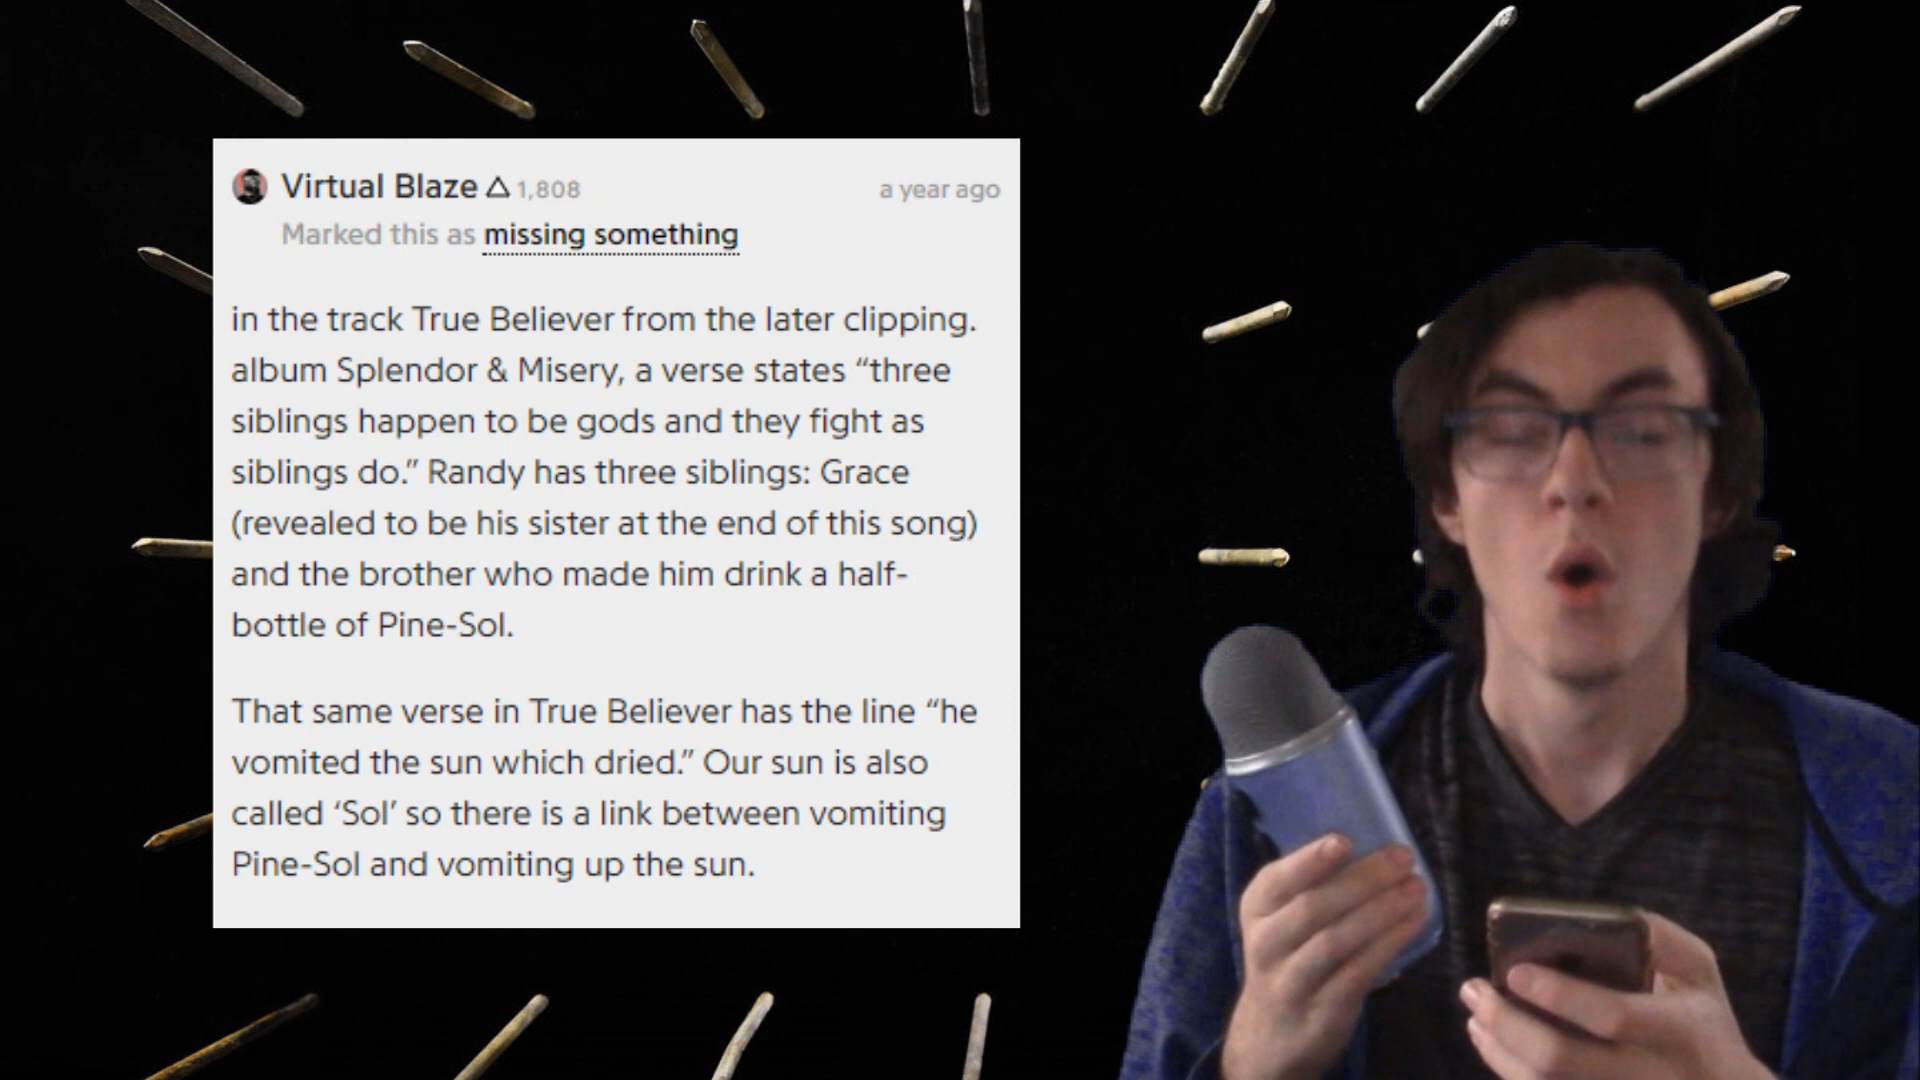 Virtual Blaze △ 1,808 a year ago
Marked this as missing something
in the track True Believer from the later clipping.
album Splendor & Misery, a verse states “three
siblings happen to be gods and they fight as
siblings do.” Randy has three siblings: Grace
(revealed to be his sister at the end of this song)
and the brother who made him drink a half-
bottle of Pine-Sol.
That same verse in True Believer has the line “he
vomited the sun which dried.” Our sun is also
called ‘Sol’ so there is a link between vomiting
Pine-Sol and vomiting up the sun.